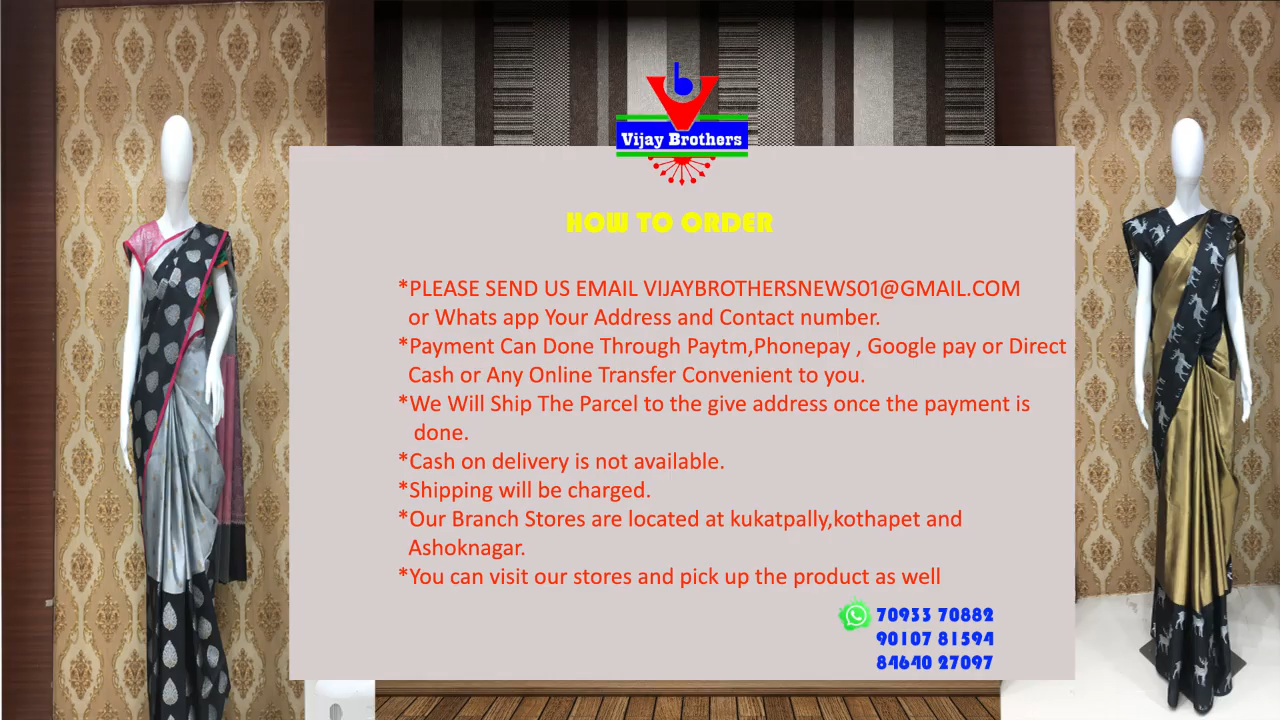 b
Vijay Brothers
HOW TO ORDER
*PLEASE SEND US EMAIL VIJAYBROTHERSNEWS01@GMAIL.COM
or Whats app Your Address and Contact number.
*Payment Can Done Through Paytm,Phonepay , Google pay or Direct
Cash or Any Online Transfer Convenient to you.
*We Will Ship The Parcel to the give address once the payment is
done.
*Cash on delivery is not available.
*Shipping will be charged.
*Our Branch Stores are located at kukatpally,kothapet and
Ashoknagar.
*You can visit our stores and pick up the product as well
70933 70882
90107 81594
84640 27097